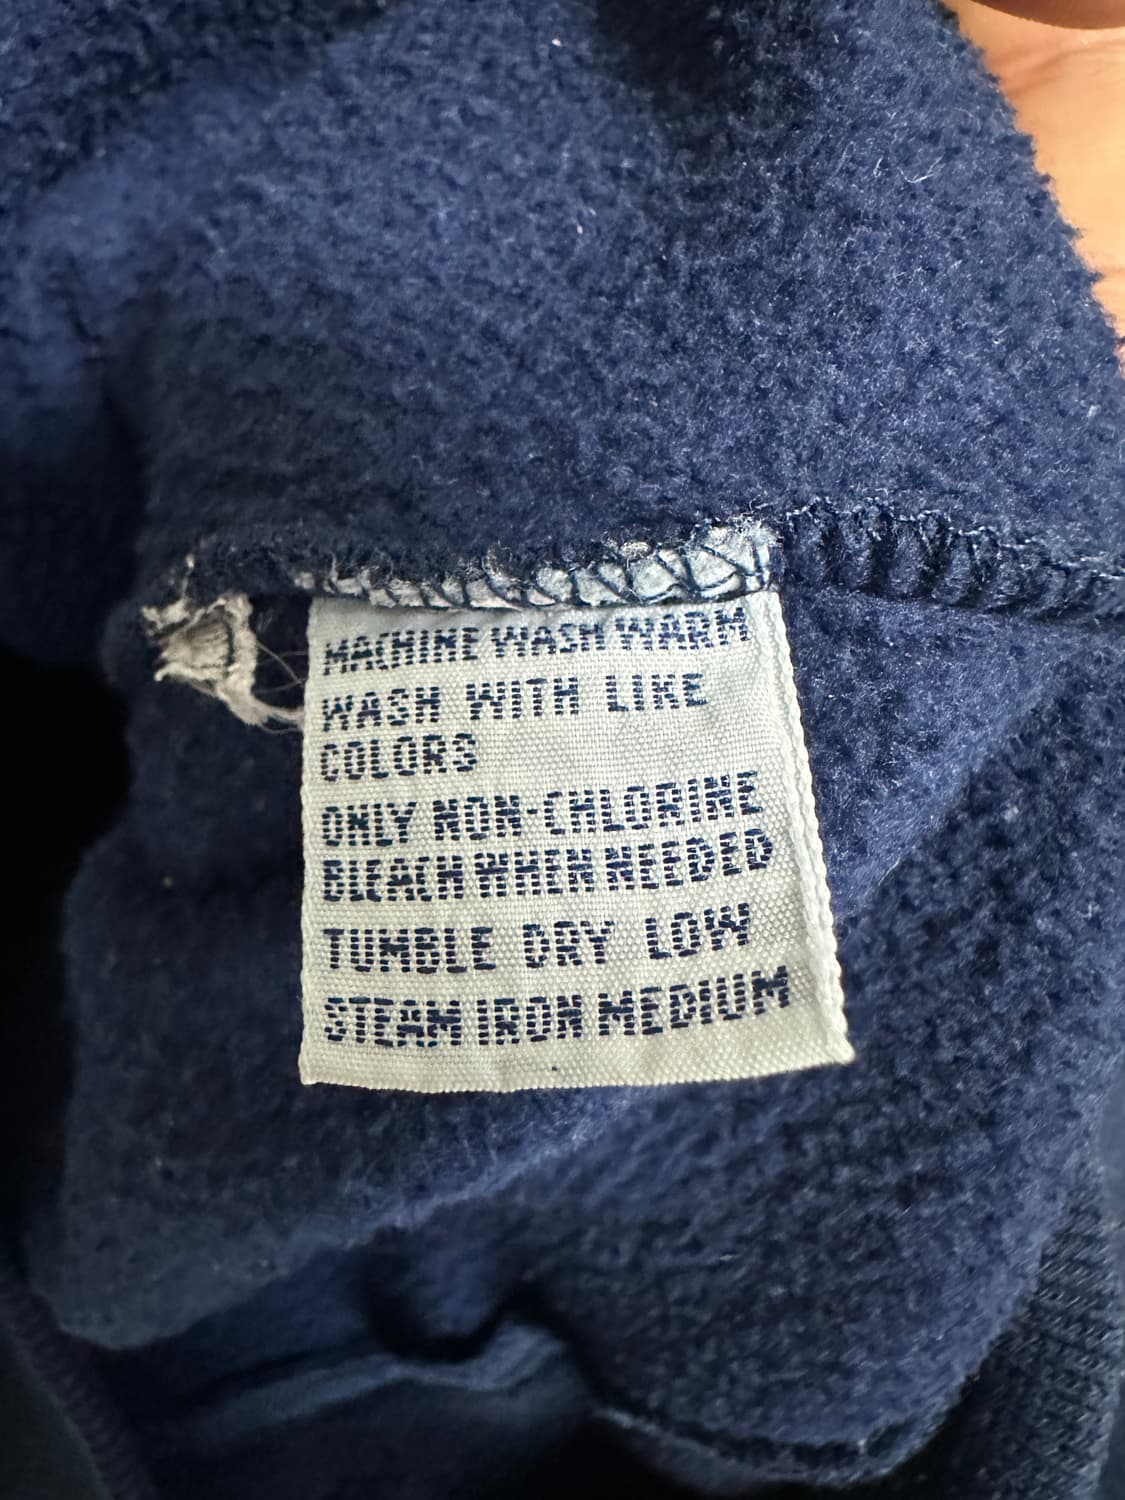 MACHINE WASH WARM
WASH WITH LIKE
COLORS
ONLY NON-CHLORINE
BLEACH WHEN NEEDED
TUMBLE DRY LOW
STEAM IRON MEDIUM